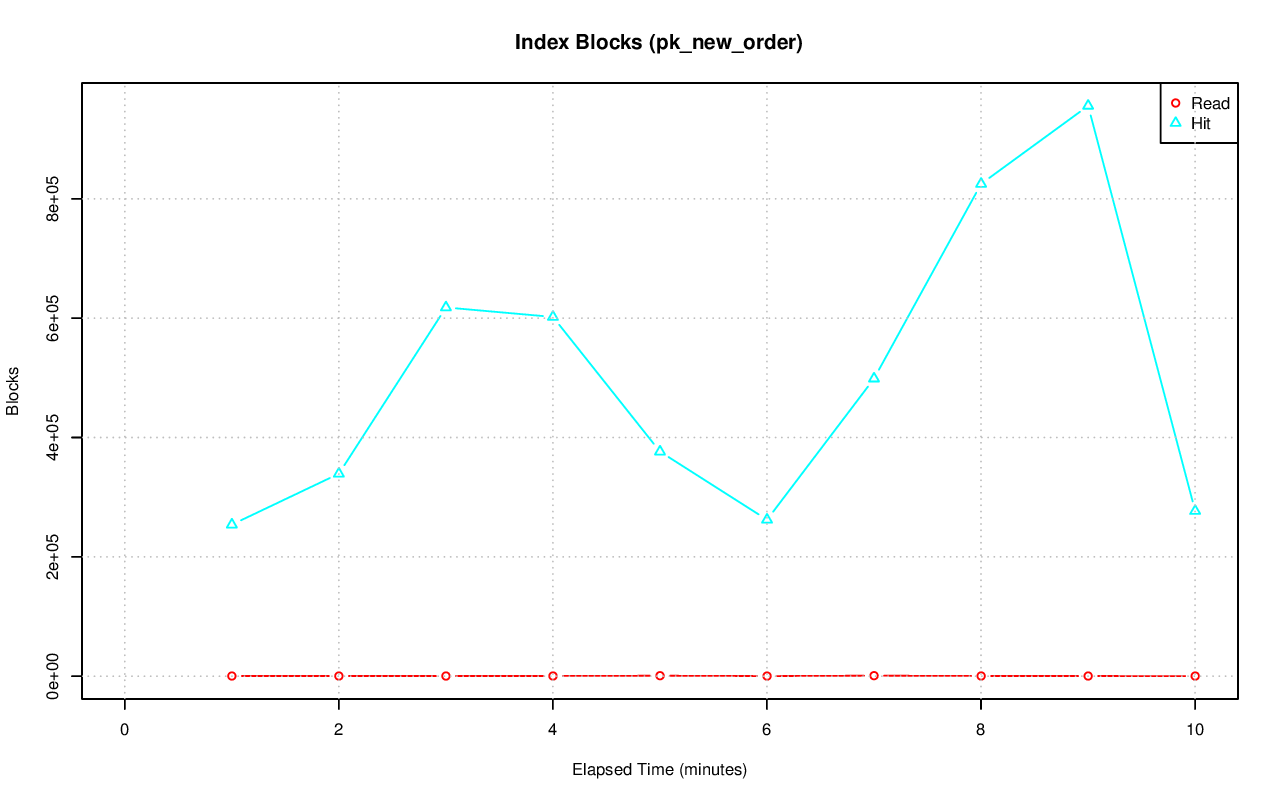 Index Blocks (pk_new_order)
Read
Hit
Blocks
8e+05
6e+05
4e+05
2e+05
0e+00
0 2 4 6 8 10
Elapsed Time (minutes)